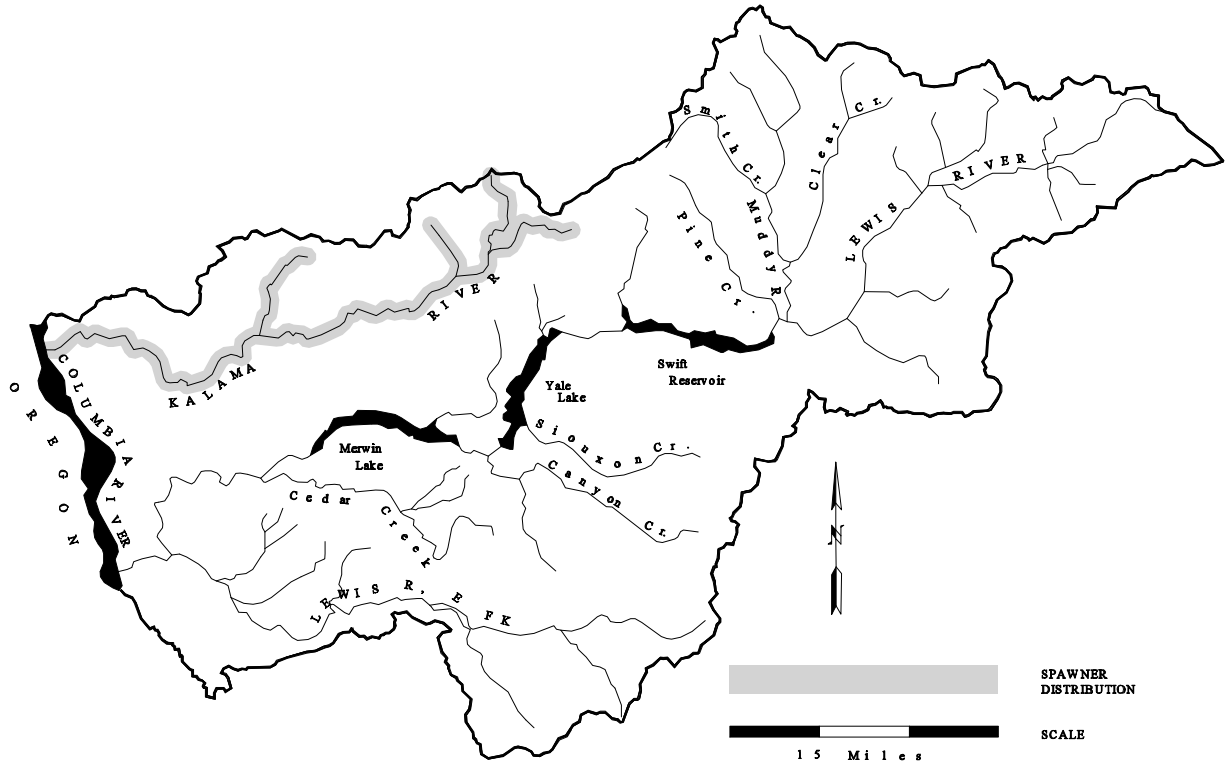 Smith Cr.
Clear Cr.
Muddy R
Pine Cr.
LEWIS RIVER
KALAMA RIVER
COLUMBIA RIVER
OREGON
Swift
Reservoir
Yale
Lake
Merwin
Lake
Siouxon Cr.
Canyon Cr.
Cedar Creek
LEWIS R, E FK
N
SPAWNER
DISTRIBUTION
SCALE
15 Miles